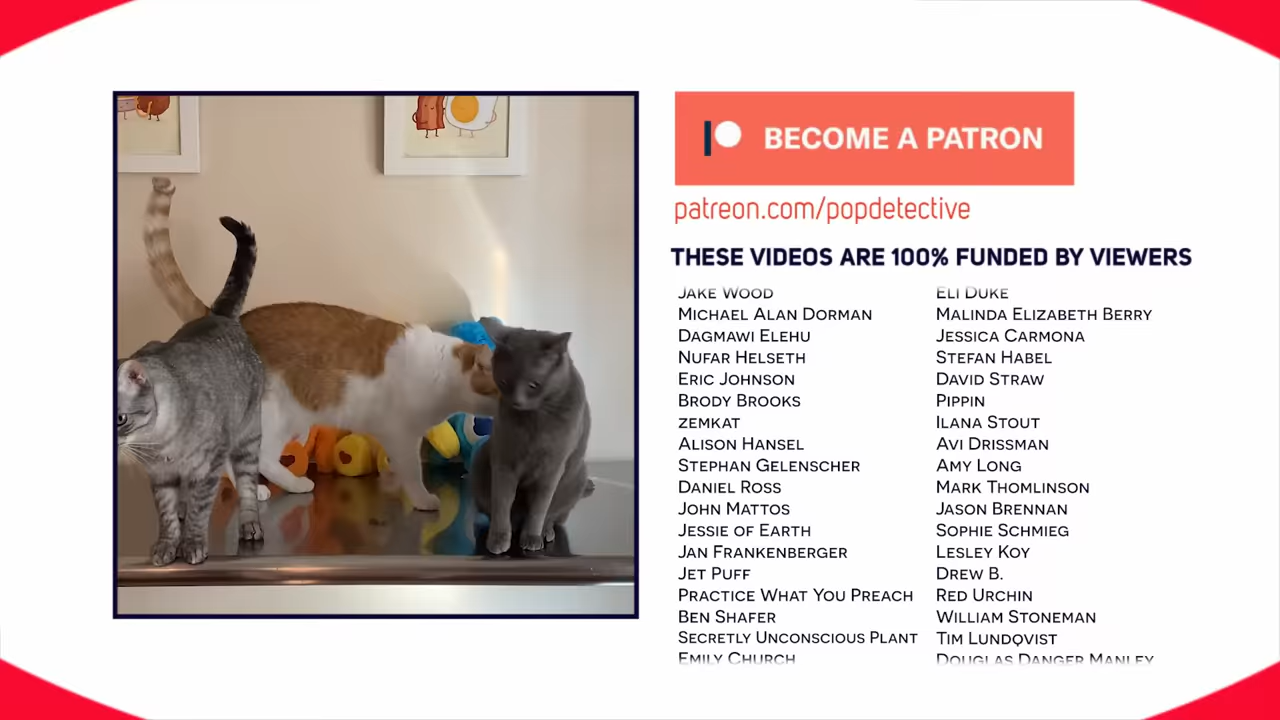 BECOME A PATRON
patreon.com/popdetective
THESE VIDEOS ARE 100% FUNDED BY VIEWERS
JAKE WOOD
MICHAEL ALAN DORMAN
DAGMAWI ELEHU
NUFAR HELSETH
ERIC JOHNSON
BRODY BROOKS
ZEMKAT
ALISON HANSEL
STEPHAN GELENSCHER
DANIEL ROSS
JOHN MATTOS
JESSIE OF EARTH
JAN FRANKENBERGER
JET PUFF
PRACTICE WHAT YOU PREACH
BEN SHAFER
SECRETLY UNCONSCIOUS PLANT
EMILY CHURCH
ELI DUKE
MALINDA ELIZABETH BERRY
JESSICA CARMONA
STEFAN HABEL
DAVID STRAW
PIPPIN
ILANA STOUT
AVI DRISSMAN
AMY LONG
MARK THOMLINSON
JASON BRENNAN
SOPHIE SCHMIEG
LESLEY KOY
DREW B.
RED URCHIN
WILLIAM STONEMAN
TIM LUNDQVIST
DOUGLAS DANGER MANLEY